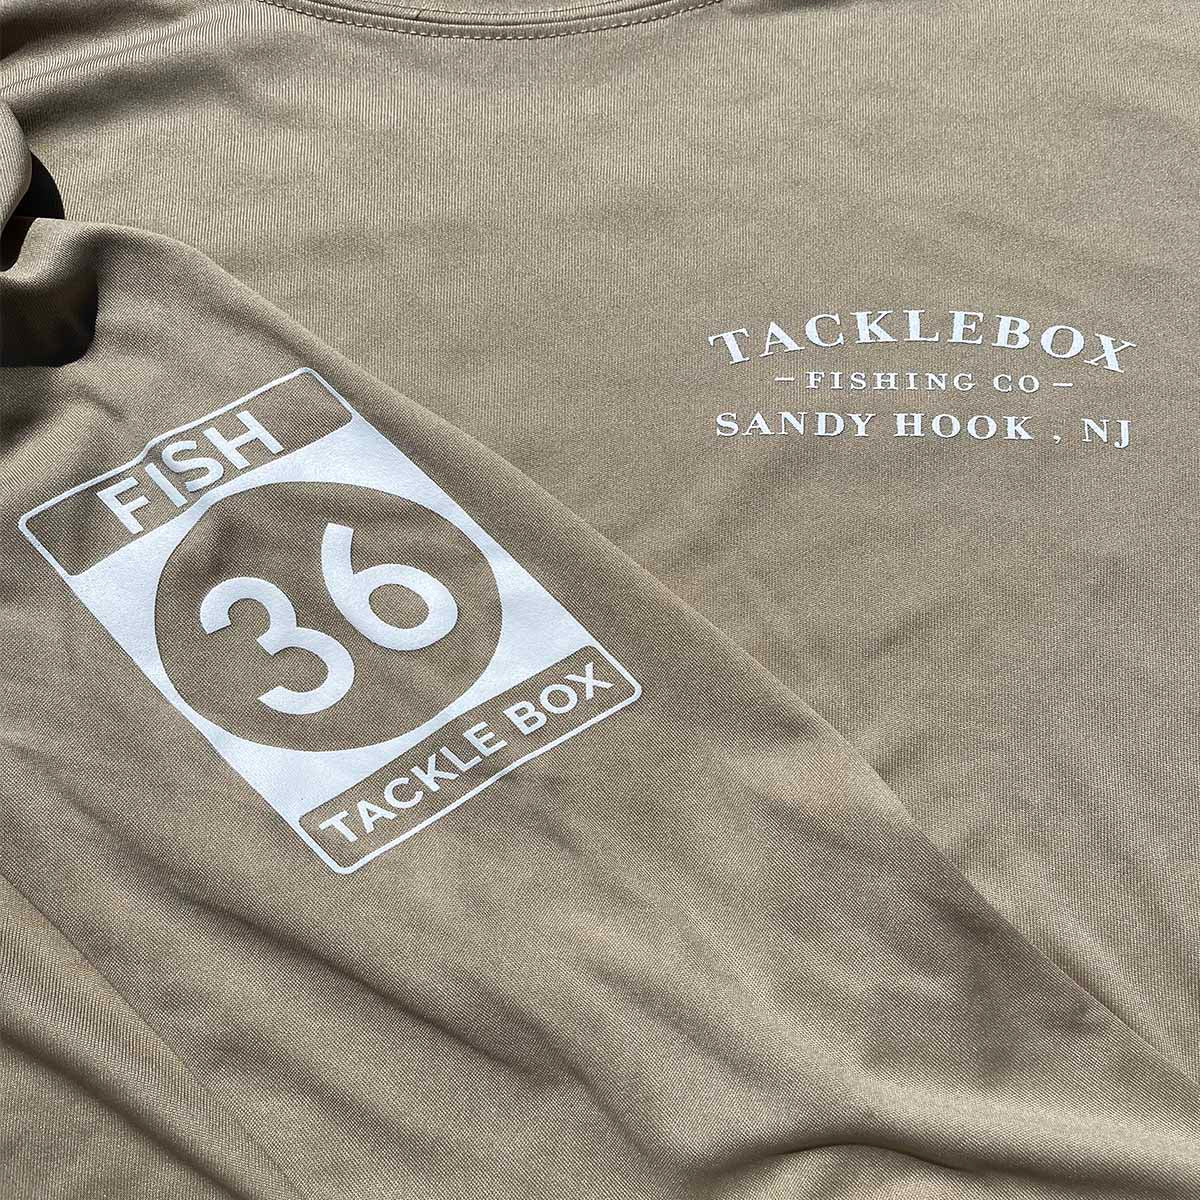 TACKLEBOX
– FISHING CO –
SANDY HOOK , NJ
FISH
36
TACKLE BOX